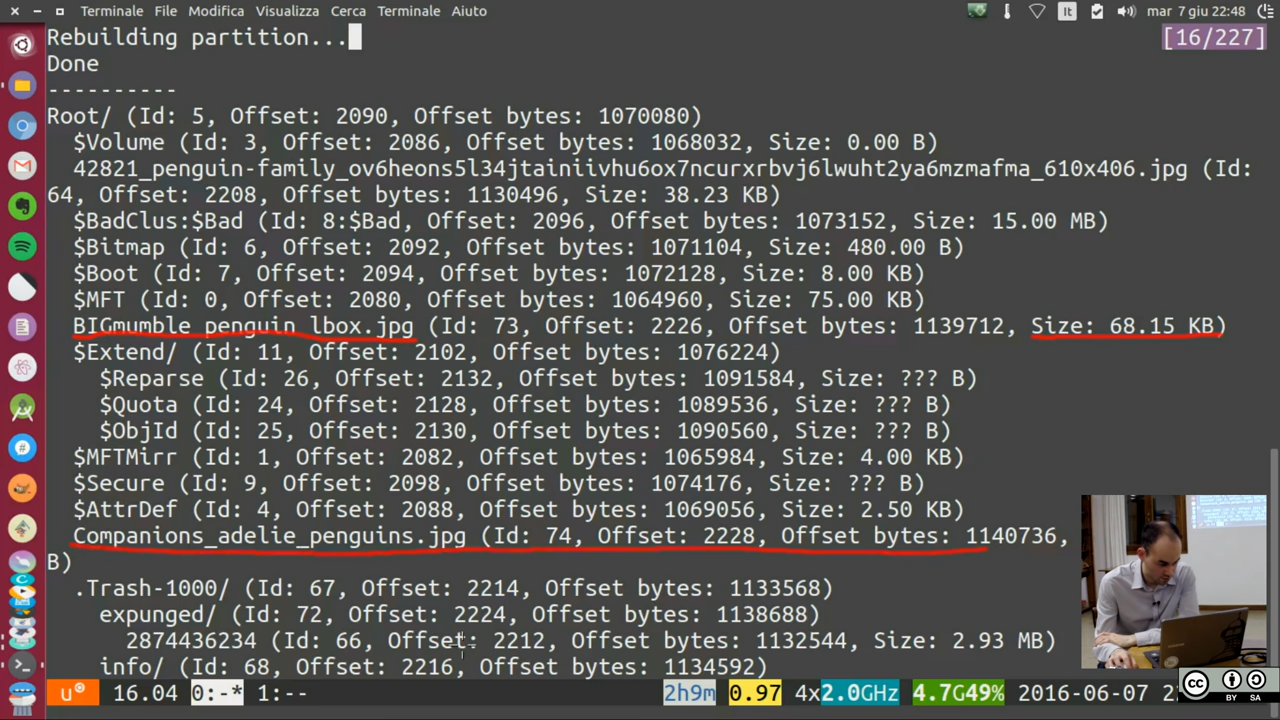 Terminale File Modifica Visualizza Cerca Terminale Aiuto It mar 7 giu 22:48
Rebuilding partition... [16/227]
Done
----------
Root/ (Id: 5, Offset: 2090, Offset bytes: 1070080)
$Volume (Id: 3, Offset: 2086, Offset bytes: 1068032, Size: 0.00 B)
42821_penguin-family_ov6heons5l34jtainiivhu6ox7ncurxrbvj6lwuht2ya6mzmafma_610x406.jpg (Id:
64, Offset: 2208, Offset bytes: 1130496, Size: 38.23 KB)
$BadClus:$Bad (Id: 8:$Bad, Offset: 2096, Offset bytes: 1073152, Size: 15.00 MB)
$Bitmap (Id: 6, Offset: 2092, Offset bytes: 1071104, Size: 480.00 B)
$Boot (Id: 7, Offset: 2094, Offset bytes: 1072128, Size: 8.00 KB)
$MFT (Id: 0, Offset: 2080, Offset bytes: 1064960, Size: 75.00 KB)
BIGmumble_penguin_lbox.jpg (Id: 73, Offset: 2226, Offset bytes: 1139712, Size: 68.15 KB)
$Extend/ (Id: 11, Offset: 2102, Offset bytes: 1076224)
$Reparse (Id: 26, Offset: 2132, Offset bytes: 1091584, Size: ??? B)
$Quota (Id: 24, Offset: 2128, Offset bytes: 1089536, Size: ??? B)
$ObjId (Id: 25, Offset: 2130, Offset bytes: 1090560, Size: ??? B)
$MFTMirr (Id: 1, Offset: 2082, Offset bytes: 1065984, Size: 4.00 KB)
$Secure (Id: 9, Offset: 2098, Offset bytes: 1074176, Size: ??? B)
$AttrDef (Id: 4, Offset: 2088, Offset bytes: 1069056, Size: 2.50 KB)
Companions_adelie_penguins.jpg (Id: 74, Offset: 2228, Offset bytes: 1140736,
B)
.Trash-1000/ (Id: 67, Offset: 2214, Offset bytes: 1133568)
expunged/ (Id: 72, Offset: 2224, Offset bytes: 1138688)
2874436234 (Id: 66, Offset: 2212, Offset bytes: 1132544, Size: 2.93 MB)
info/ (Id: 68, Offset: 2216, Offset bytes: 1134592)
u 16.04 0:-* 1:-- 2h9m 0.97 4x2.0GHz 4.7G49% 2016-06-07 2
cc BY SA